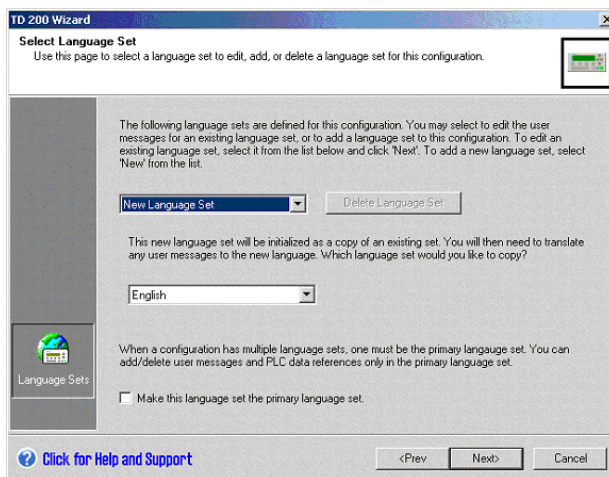 TD 200 Wizard
Select Language Set
Use this page to select a language set to edit, add, or delete a language set for this configuration.
The following language sets are defined for this configuration. You may select to edit the user
messages for an existing language set, or to add a language set to this configuration. To edit an
existing language set, select it from the list below and click 'Next'. To add a new language set, select
'New' from the list.
New Language Set
Delete Language Set
This new language set will be initialized as a copy of an existing set. You will then need to translate
any user messages to the new language. Which language set would you like to copy?
English
Language Sets
When a configuration has multiple language sets, one must be the primary langauge set. You can
add/delete user messages and PLC data references only in the primary language set.
Make this language set the primary language set.
Click for Help and Support
<Prev
Next>
Cancel